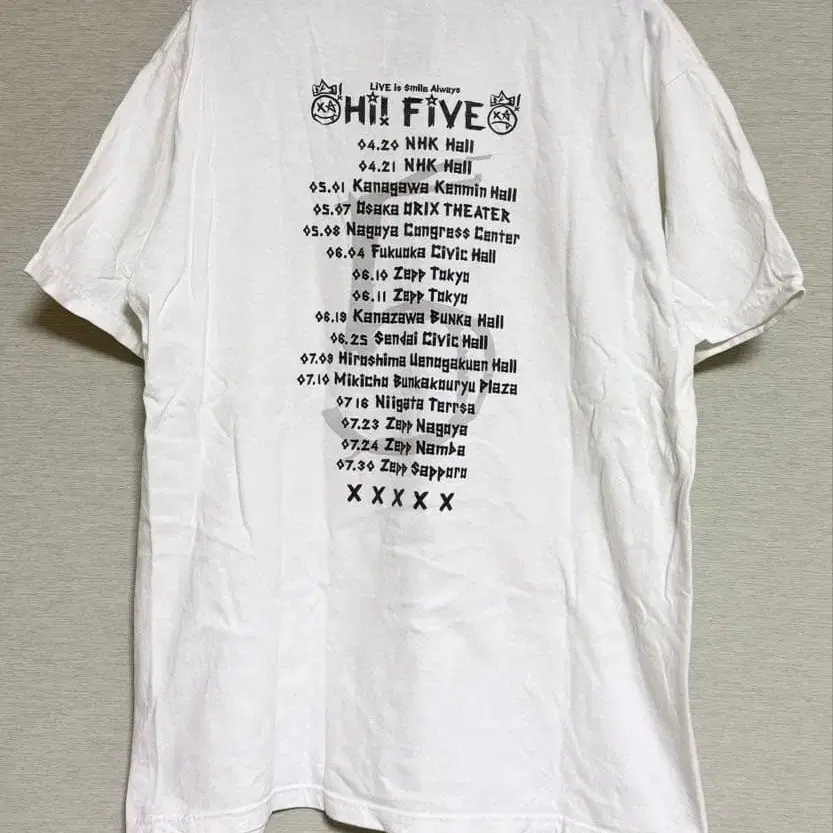 LiVE is Smile Always
Hi! FiVE
04.20 NHK Hall
04.21 NHK Hall
05.01 Kanagawa Kenmin Hall
05.07 Osaka ORIX THEATER
05.08 Nagoya Congress Center
06.04 Fukuoka Civic Hall
06.10 Zepp Tokyo
06.11 Zepp Tokyo
06.19 Kanazawa Bunka Hall
06.25 Sendai Civic Hall
07.09 Hiroshima Uenogakuen Hall
07.10 Mikicho Bunkakouryu Plaza
07 16 Niigata Terrsa
07.23 Zepp Nagoya
07.24 Zepp Namba
07.30 Zepp Sapporo
X X X X X